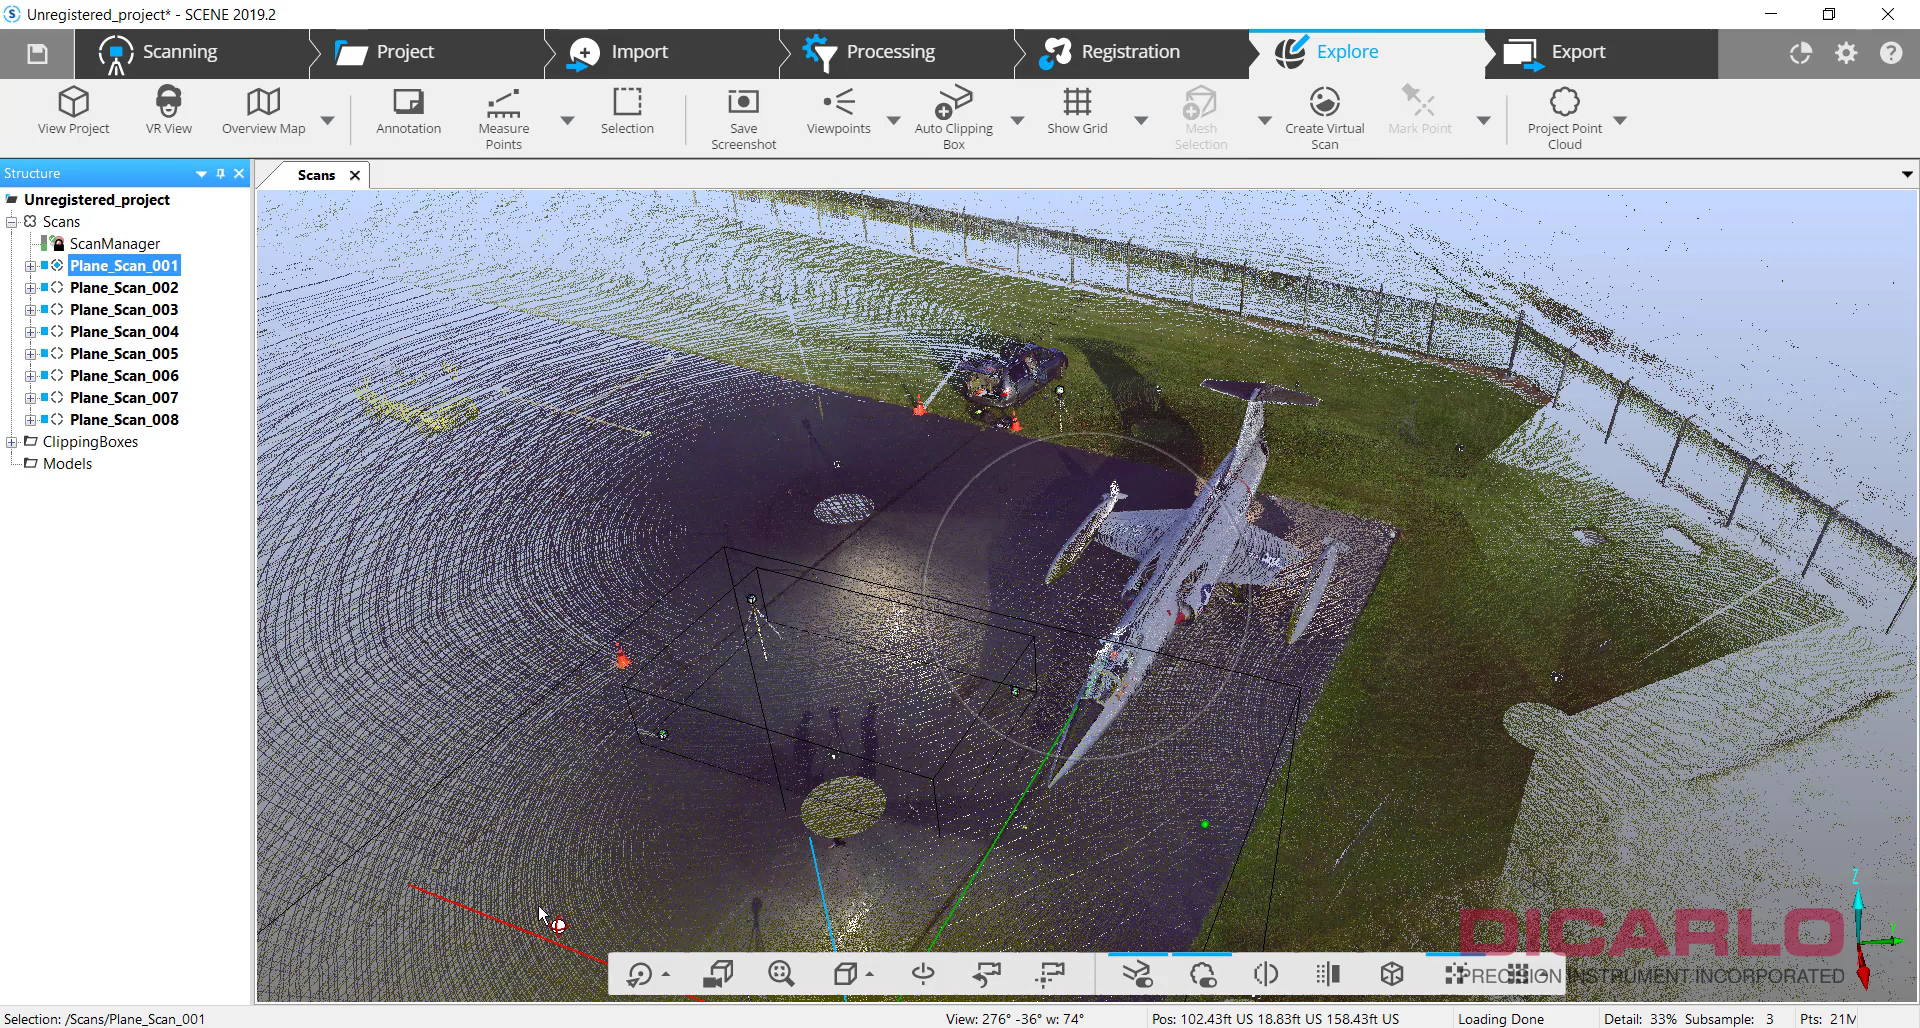 Unregistered_project* - SCENE 2019.2
Scanning
Project
Import
Processing
Registration
Explore
Export
View Project
VR View
Overview Map
Annotation
Measure Points
Selection
Save Screenshot
Viewpoints
Auto Clipping Box
Show Grid
Mesh Selection
Create Virtual Scan
Mark Point
Project Point Cloud
Structure
Scans
Unregistered_project
Scans
ScanManager
Plane_Scan_001
Plane_Scan_002
Plane_Scan_003
Plane_Scan_004
Plane_Scan_005
Plane_Scan_006
Plane_Scan_007
Plane_Scan_008
ClippingBoxes
Models
Z
Y
DICARLO
PRECISION INSTRUMENT INCORPORATED
Selection: /Scans/Plane_Scan_001
View: 276° -36° w: 74°
Pos: 102.43ft US 18.83ft US 158.43ft US
Loading Done
Detail: 33%
Subsample: 3
Pts: 21M